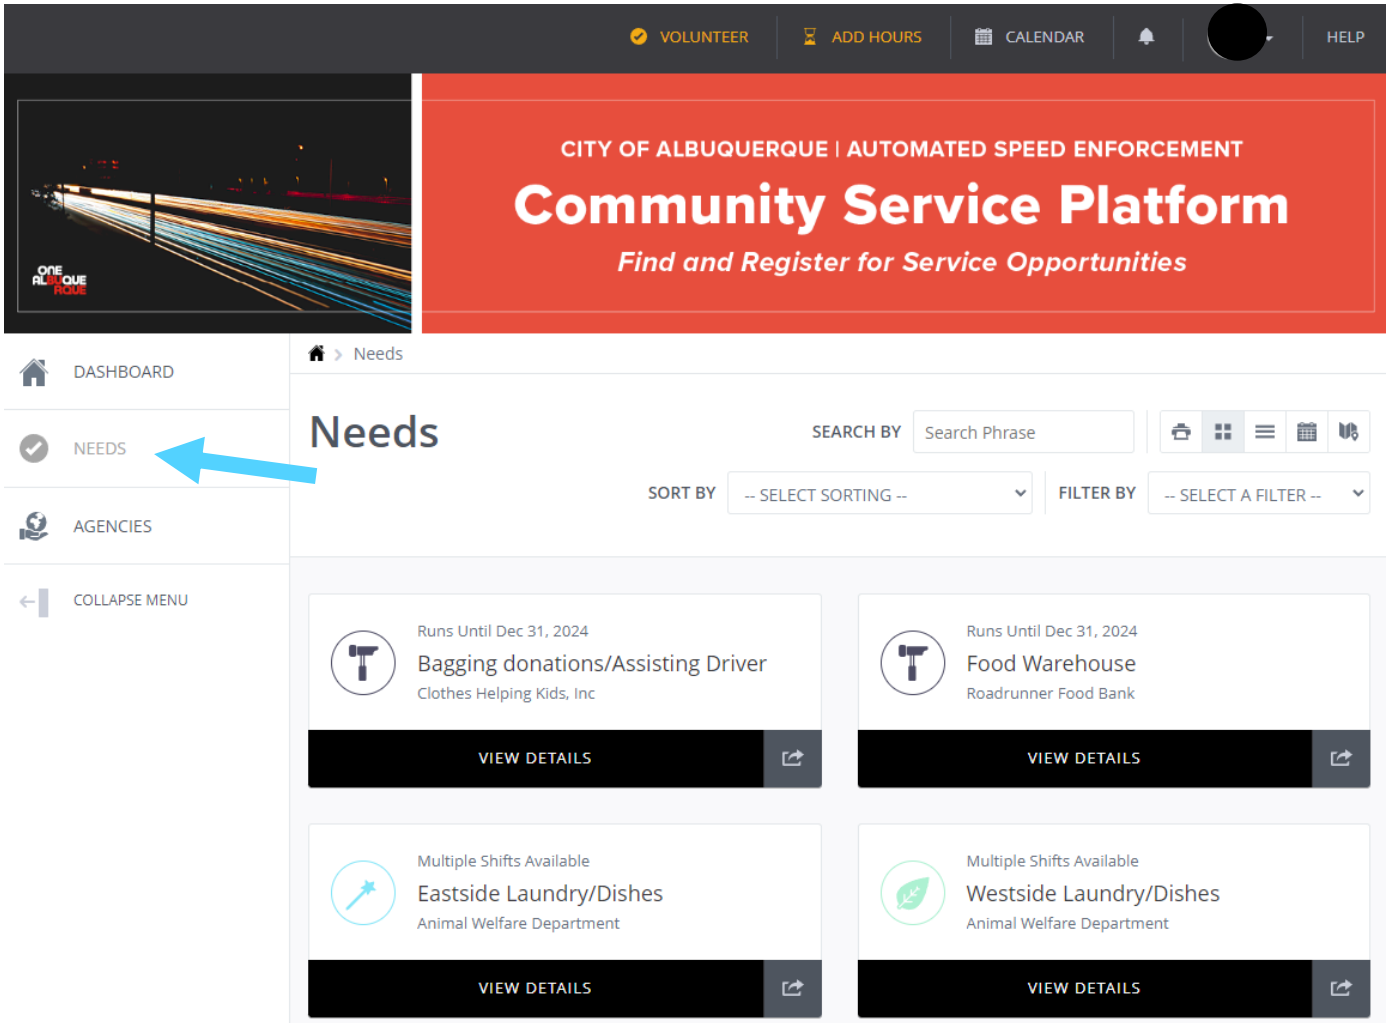 VOLUNTEER
ADD HOURS
CALENDAR
HELP
CITY OF ALBUQUERQUE | AUTOMATED SPEED ENFORCEMENT
Community Service Platform
Find and Register for Service Opportunities
ONE
ALBUQUE
RQUE
DASHBOARD
NEEDS
AGENCIES
COLLAPSE MENU
Needs
Needs
SEARCH BY Search Phrase
SORT BY -- SELECT SORTING -- FILTER BY -- SELECT A FILTER --
Runs Until Dec 31, 2024
Bagging donations/Assisting Driver
Clothes Helping Kids, Inc
VIEW DETAILS
Runs Until Dec 31, 2024
Food Warehouse
Roadrunner Food Bank
VIEW DETAILS
Multiple Shifts Available
Eastside Laundry/Dishes
Animal Welfare Department
VIEW DETAILS
Multiple Shifts Available
Westside Laundry/Dishes
Animal Welfare Department
VIEW DETAILS